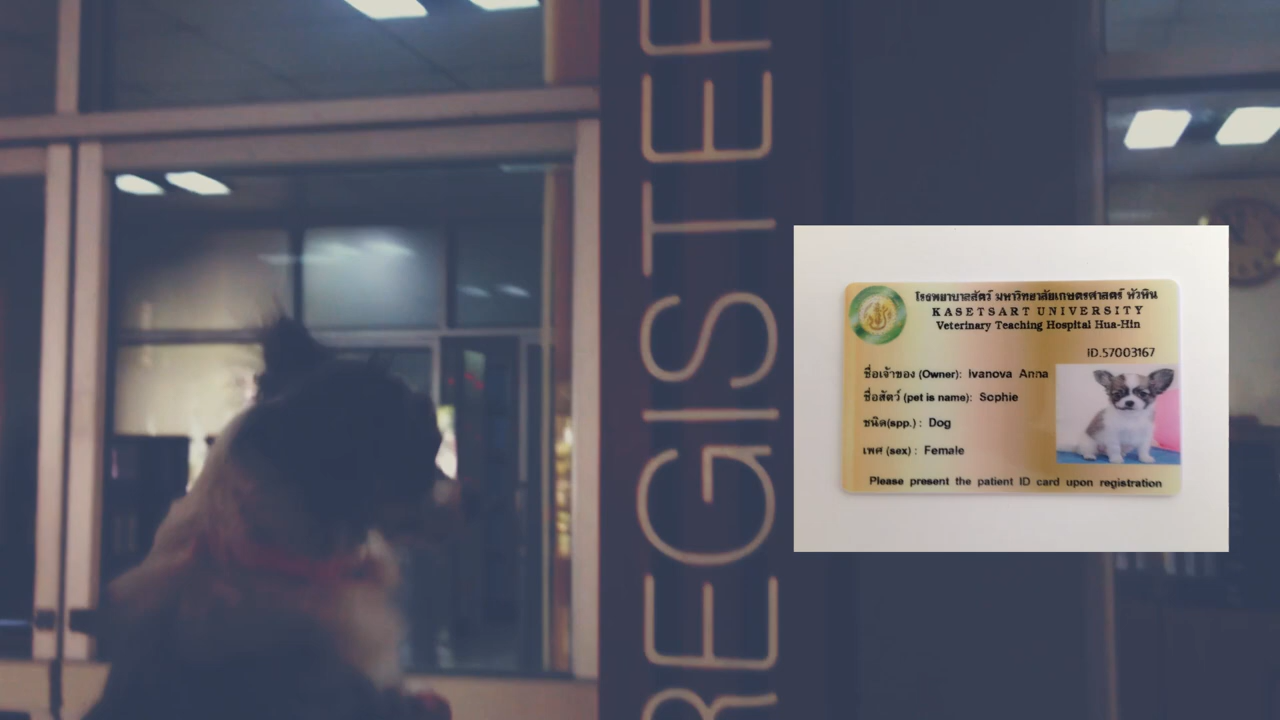 REGISTER
โรงพยาบาลสัตว์ มหาวิทยาลัยเกษตรศาสตร์ หัวหิน
KASETSART UNIVERSITY
Veterinary Teaching Hospital Hua-Hin
ID.57003167
ชื่อเจ้าของ (Owner): Ivanova Anna
ชื่อสัตว์ (pet is name): Sophie
ชนิด(spp.) : Dog
เพศ (sex) : Female
Please present the patient ID card upon registration